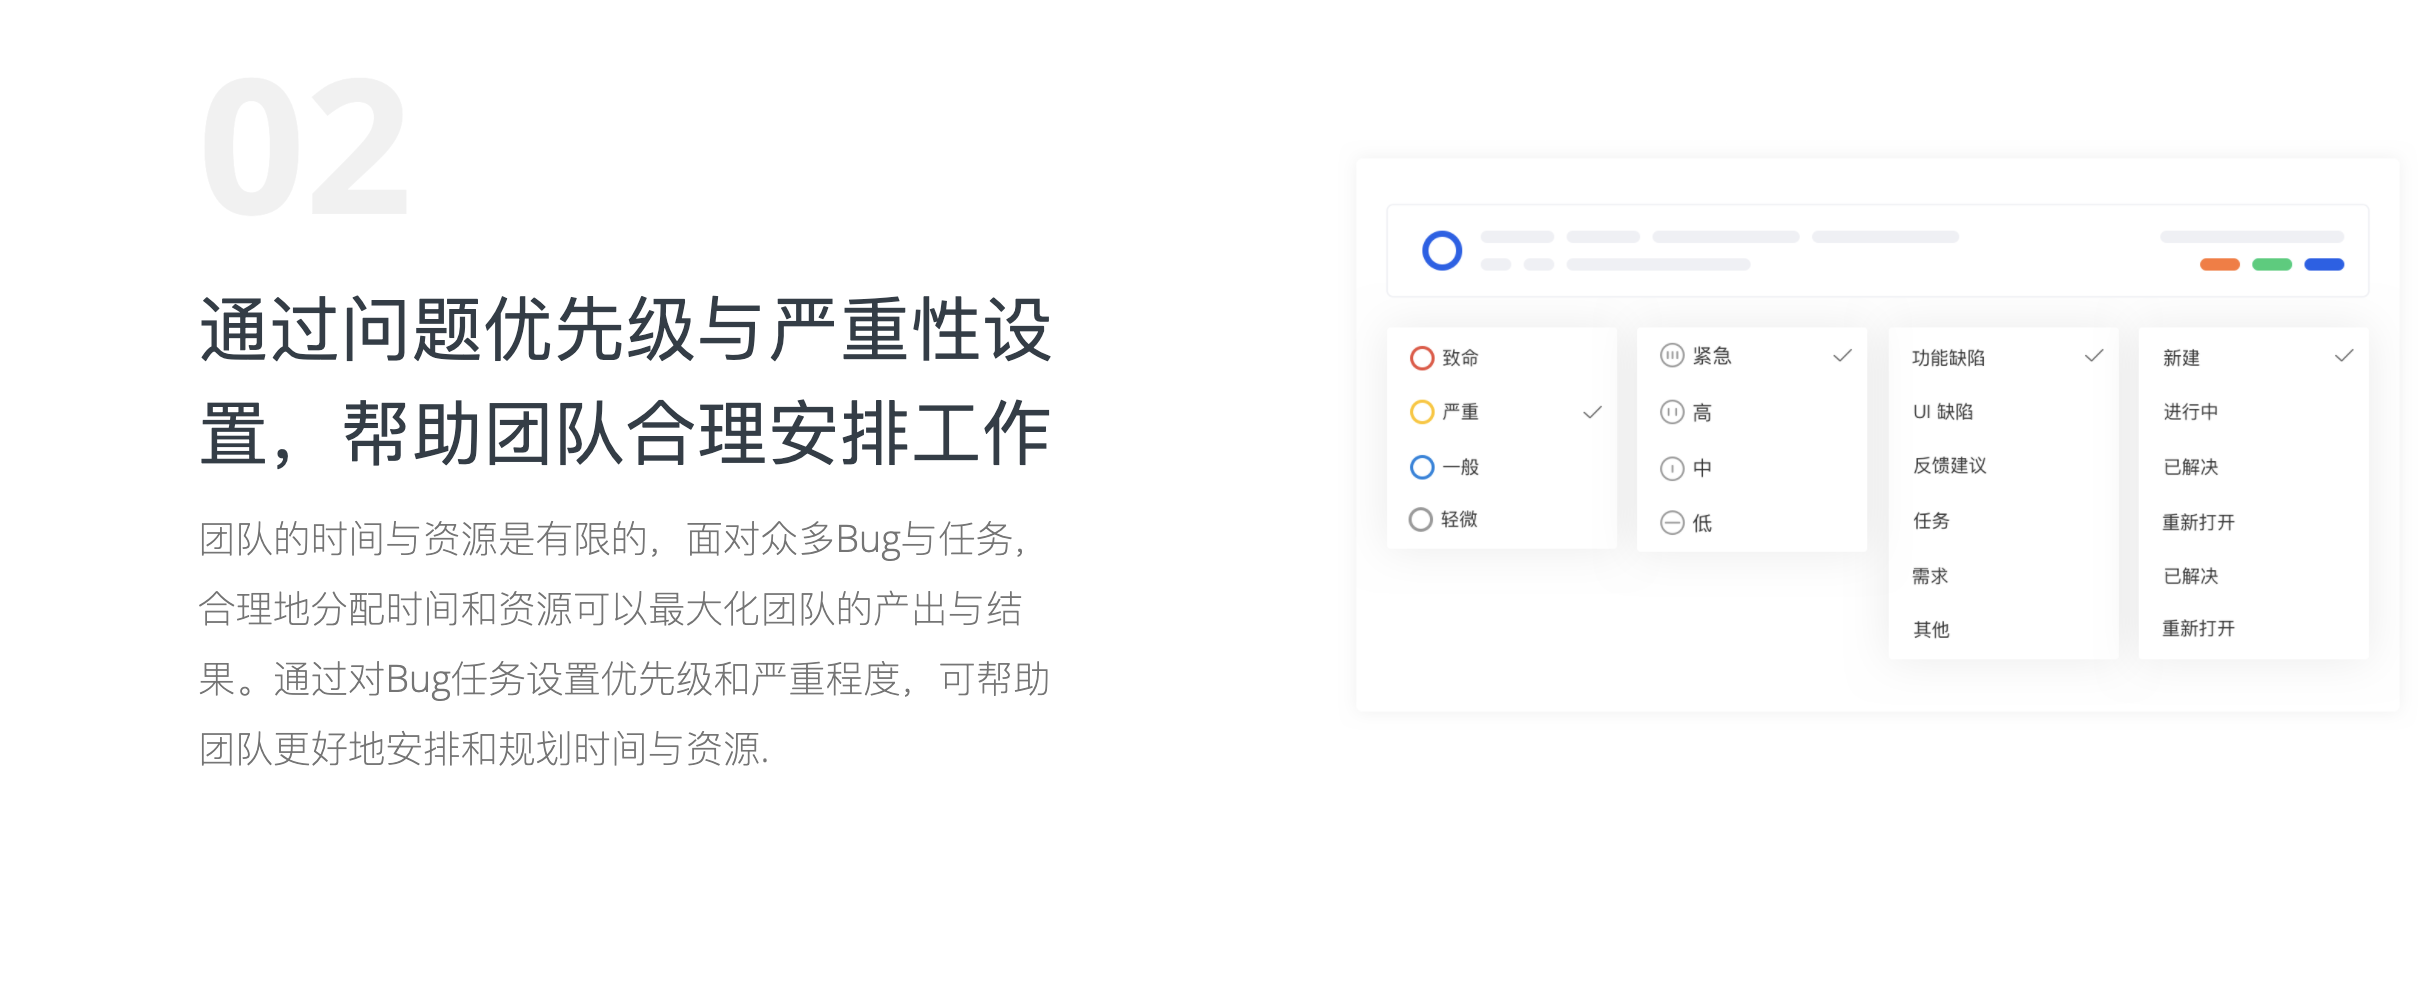 02
通过问题优先级与严重性设
置，帮助团队合理安排工作
团队的时间与资源是有限的，面对众多Bug与任务，
合理地分配时间和资源可以最大化团队的产出与结
果。通过对Bug任务设置优先级和严重程度，可帮助
团队更好地安排和规划时间与资源.
致命
严重
一般
轻微
紧急
高
中
低
功能缺陷
UI 缺陷
反馈建议
任务
需求
其他
新建
进行中
已解决
重新打开
已解决
重新打开